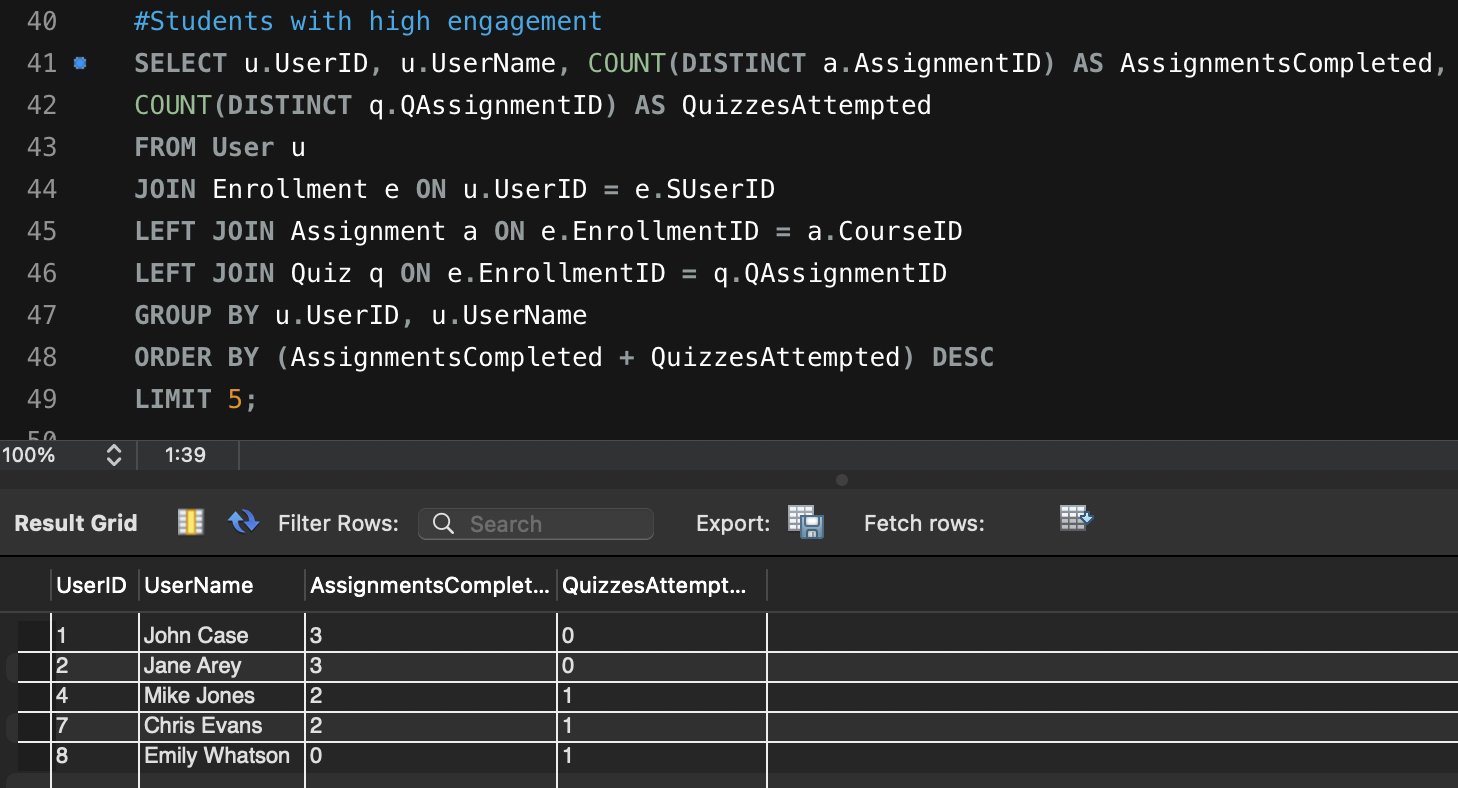 40 #Students with high engagement
41 SELECT u.UserID, u.UserName, COUNT(DISTINCT a.AssignmentID) AS AssignmentsCompleted,
42 COUNT(DISTINCT q.QAssignmentID) AS QuizzesAttempted
43 FROM User u
44 JOIN Enrollment e ON u.UserID = e.SUserID
45 LEFT JOIN Assignment a ON e.EnrollmentID = a.CourseID
46 LEFT JOIN Quiz q ON e.EnrollmentID = q.QAssignmentID
47 GROUP BY u.UserID, u.UserName
48 ORDER BY (AssignmentsCompleted + QuizzesAttempted) DESC
49 LIMIT 5;
50
100% 1:39
Result Grid Filter Rows: Search Export: Fetch rows:
UserID UserName AssignmentsComplet... QuizzesAttempt...
1 John Case 3 0
2 Jane Arey 3 0
4 Mike Jones 2 1
7 Chris Evans 2 1
8 Emily Whatson 0 1